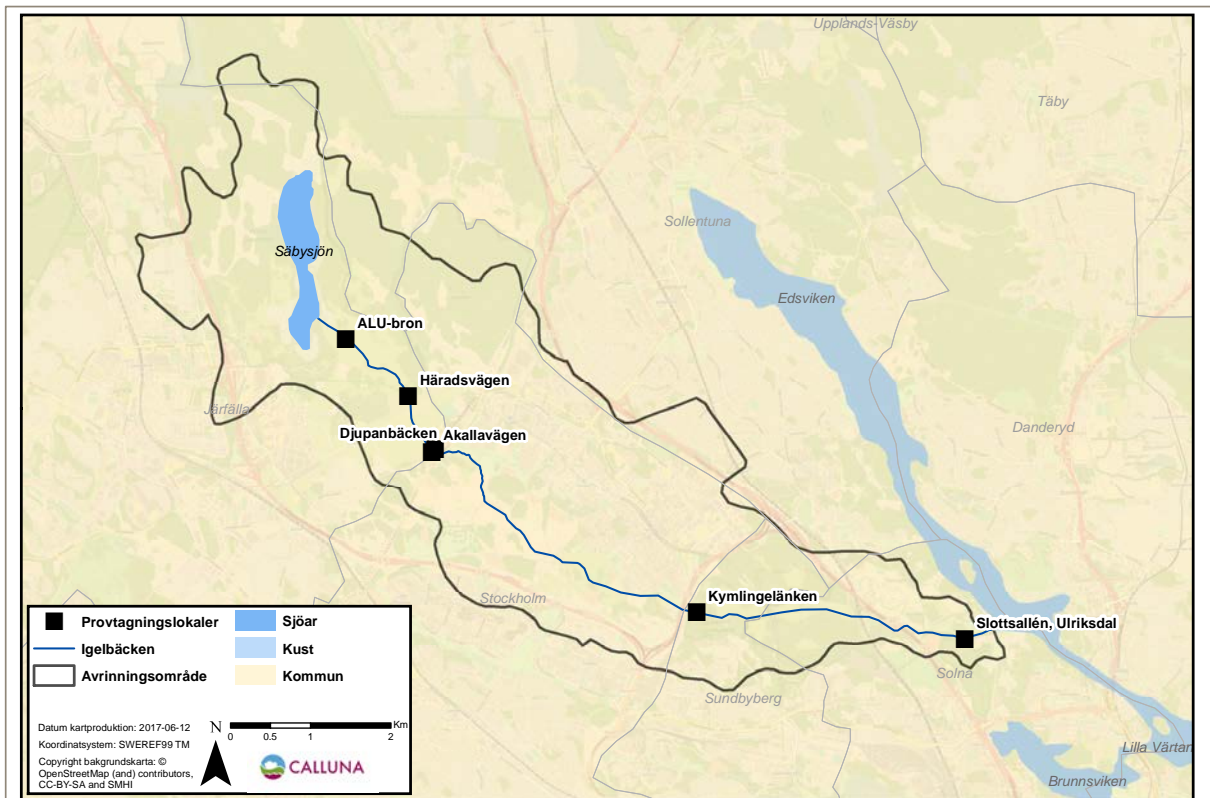 Upplands-Väsby
Täby
Sollentuna
Säbysjön
Edsviken
ALU-bron
Häradsvägen
Järfälla
Djupanbäcken
Akallavägen
Danderyd
Stockholm
Kymlingelänken
Slottsallén, Ulriksdal
Solna
Sundbyberg
Lilla Värtan
Brunnsviken
Provtagningslokaler
Sjöar
Igelbäcken
Kust
Avrinningsområde
Kommun
Datum kartproduktion: 2017-06-12
Koordinatsystem: SWEREF99 TM
Copyright bakgrundskarta: ©
OpenStreetMap (and) contributors,
CC-BY-SA and SMHI
N
Km
0 0.5 1 2
CALLUNA